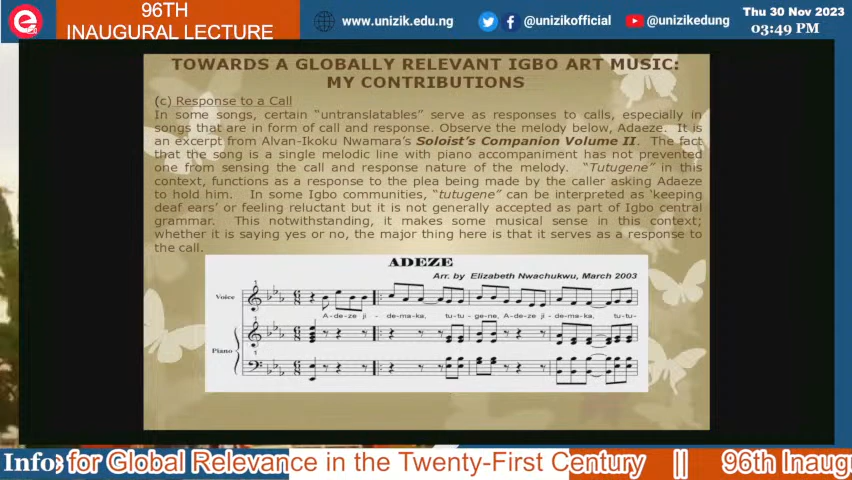 96TH
INAUGURAL LECTURE
www.unizik.edu.ng
@unizikofficial
@unizikedung
Thu 30 Nov 2023
03:49 PM
TOWARDS A GLOBALLY RELEVANT IGBO ART MUSIC:
MY CONTRIBUTIONS
(c) Response to a Call
In some songs, certain “untranslatables” serve as responses to calls, especially in
songs that are in form of call and response. Observe the melody below, Adaeze. It is
an excerpt from Alvan-Ikoku Nwamara’s Soloist’s Companion Volume II. The fact
that the song is a single melodic line with piano accompaniment has not prevented
one from sensing the call and response nature of the melody. “Tutugene” in this
context, functions as a response to the plea being made by the caller asking Adaeze
to hold him. In some Igbo communities, “tutugene” can be interpreted as ‘keeping
deaf ears’ or feeling reluctant but it is not generally accepted as part of Igbo central
grammar. This notwithstanding, it makes some musical sense in this context;
whether it is saying yes or no, the major thing here is that it serves as a response to
the call.
ADEZE
Arr. by Elizabeth Nwachukwu, March 2003
Voice
A-de-ze ji - de-ma-ka, tu-tu-gene, A-de-ze ji-de-ma-ka, tu-tu-
Piano
Info: for Global Relevance in the Twenty-First Century || 96th Inaug